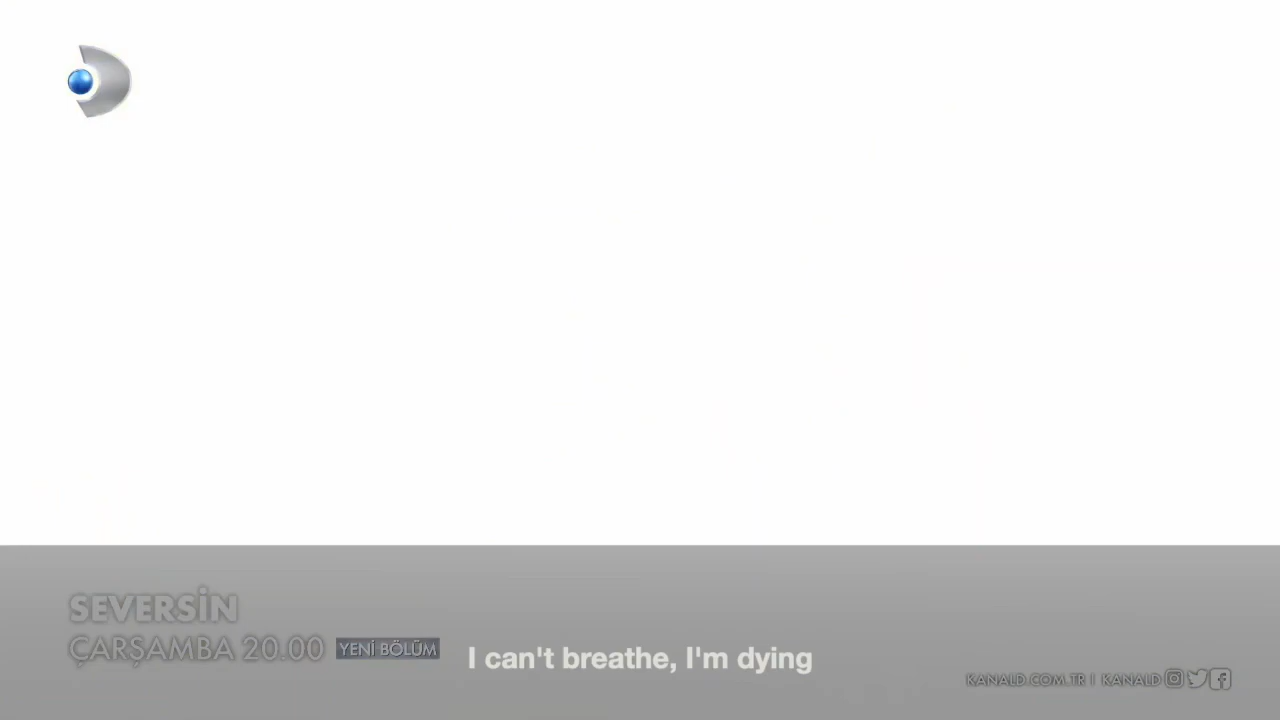 SEVERSİN
ÇARŞAMBA 20.00 YENİ BÖLÜM
I can't breathe, I'm dying
KANALD.COM.TR | KANALD